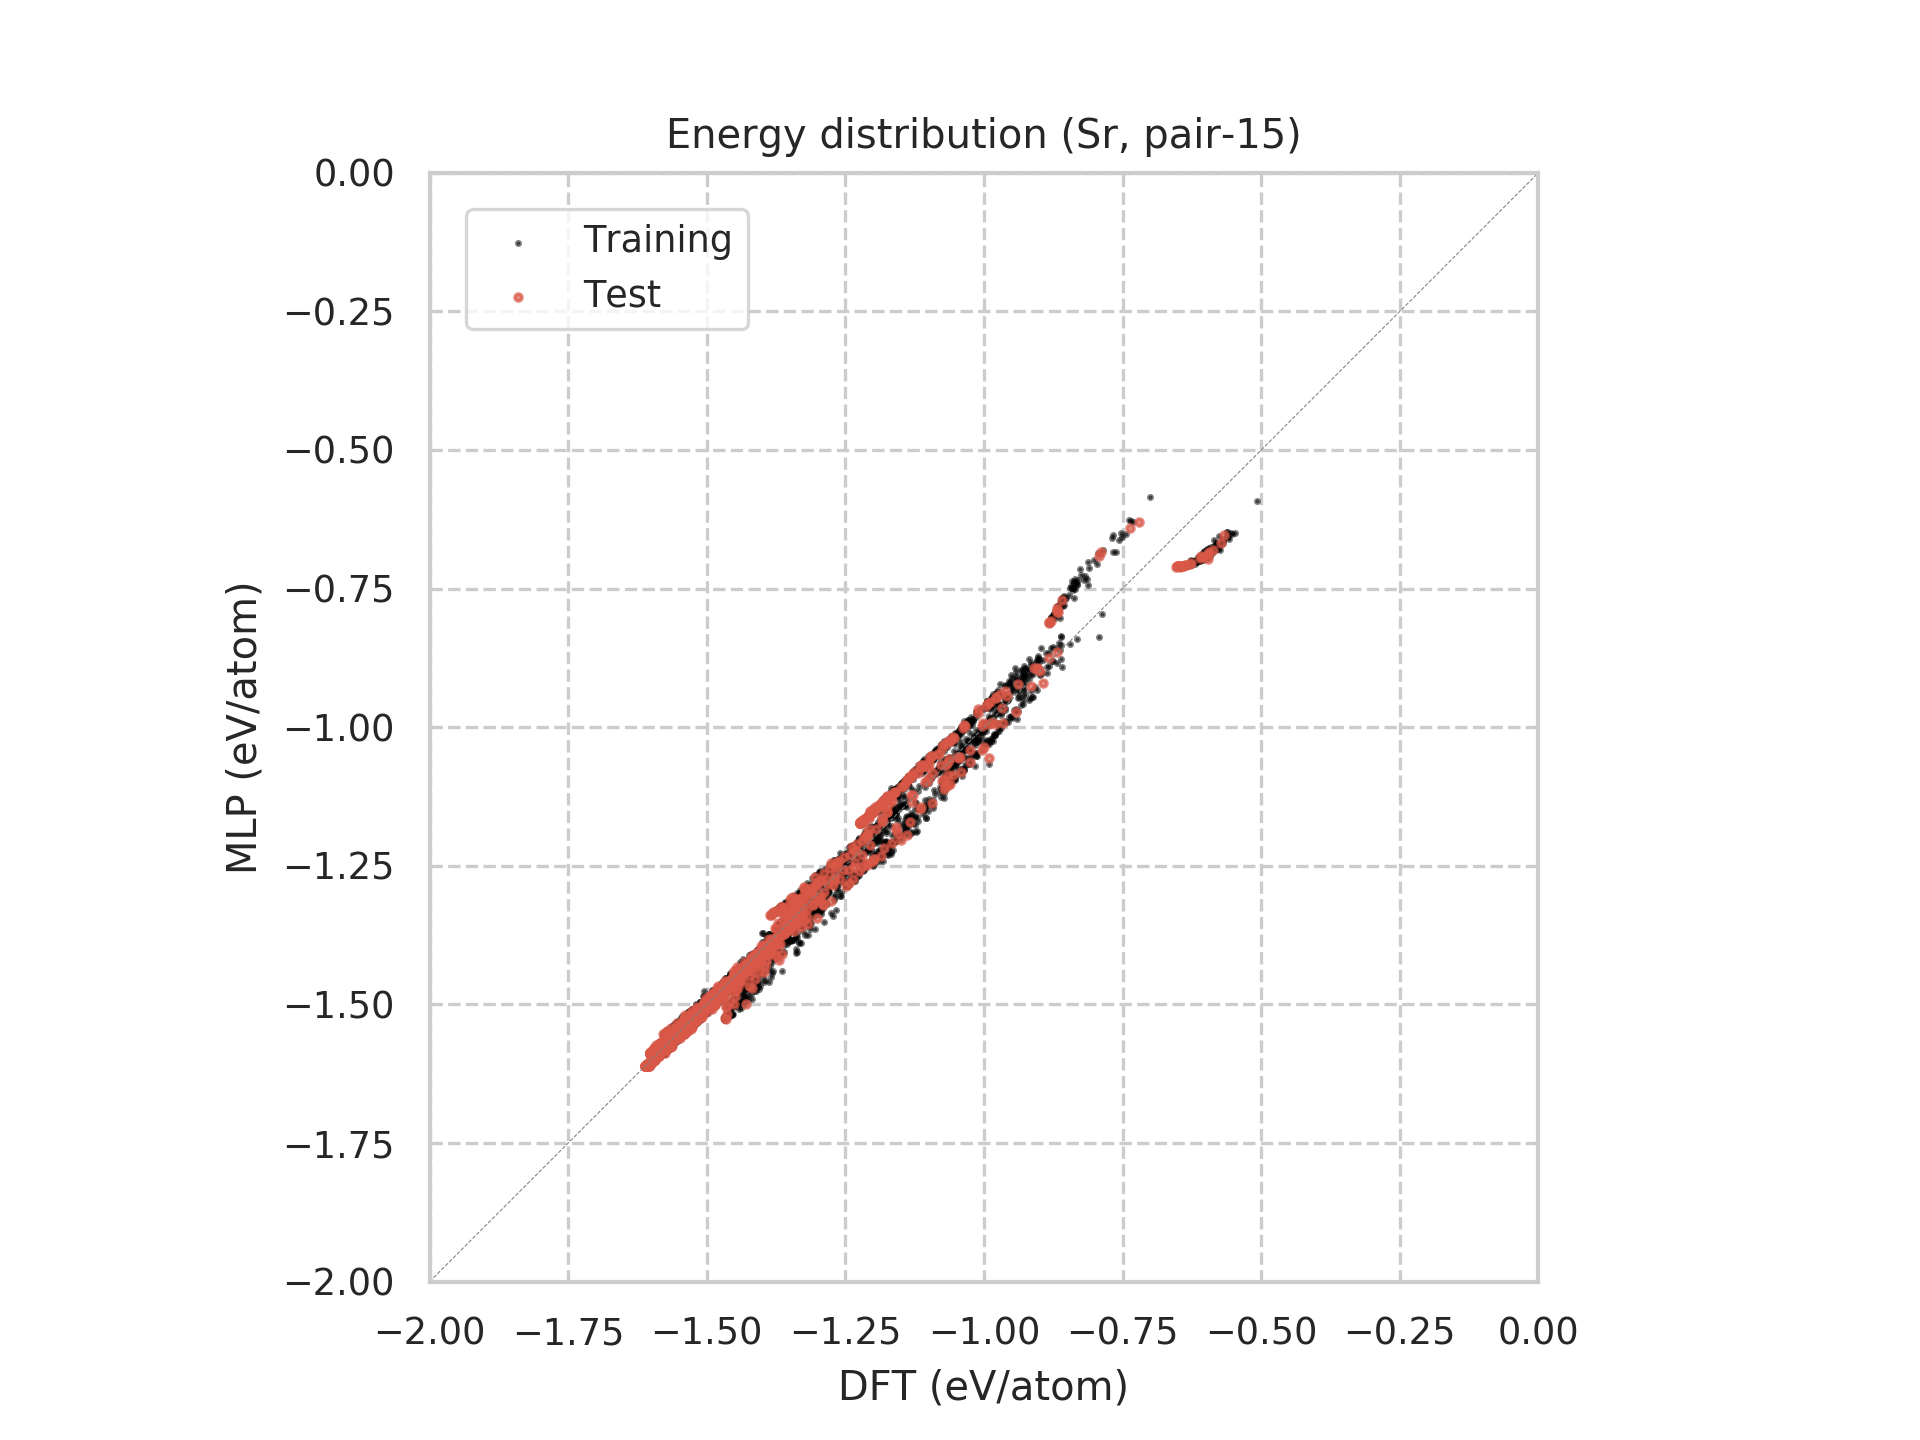 Energy distribution (Sr, pair-15)
0.00
−0.25
−0.50
−0.75
−1.00
−1.25
−1.50
−1.75
−2.00
MLP (eV/atom)
Training
Test
−2.00 −1.75 −1.50 −1.25 −1.00 −0.75 −0.50 −0.25 0.00
DFT (eV/atom)